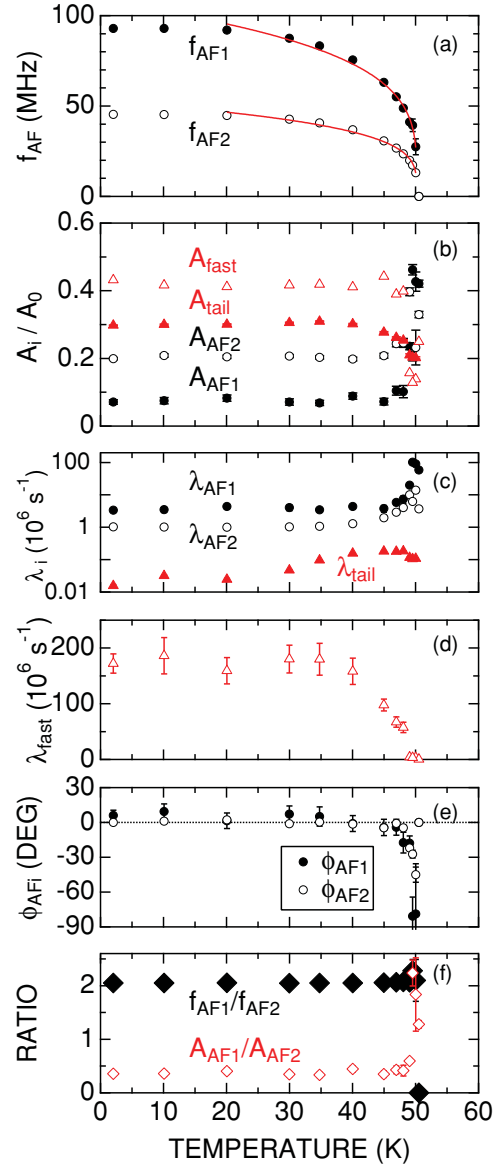 100
50
0
f_AF (MHz)
(a)
f_AF1
f_AF2
0.6
0.4
0.2
0
A_i / A_0
(b)
A_fast
A_tail
A_AF2
A_AF1
100
1
0.01
λ_i (10^6 s^-1)
(c)
λ_AF1
λ_AF2
λ_tail
200
100
0
λ_fast (10^6 s^-1)
(d)
30
0
-30
-60
-90
ϕ_AFi (DEG)
(e)
ϕ_AF1
ϕ_AF2
2
1
0
RATIO
(f)
f_AF1/f_AF2
A_AF1/A_AF2
0 10 20 30 40 50 60
TEMPERATURE (K)